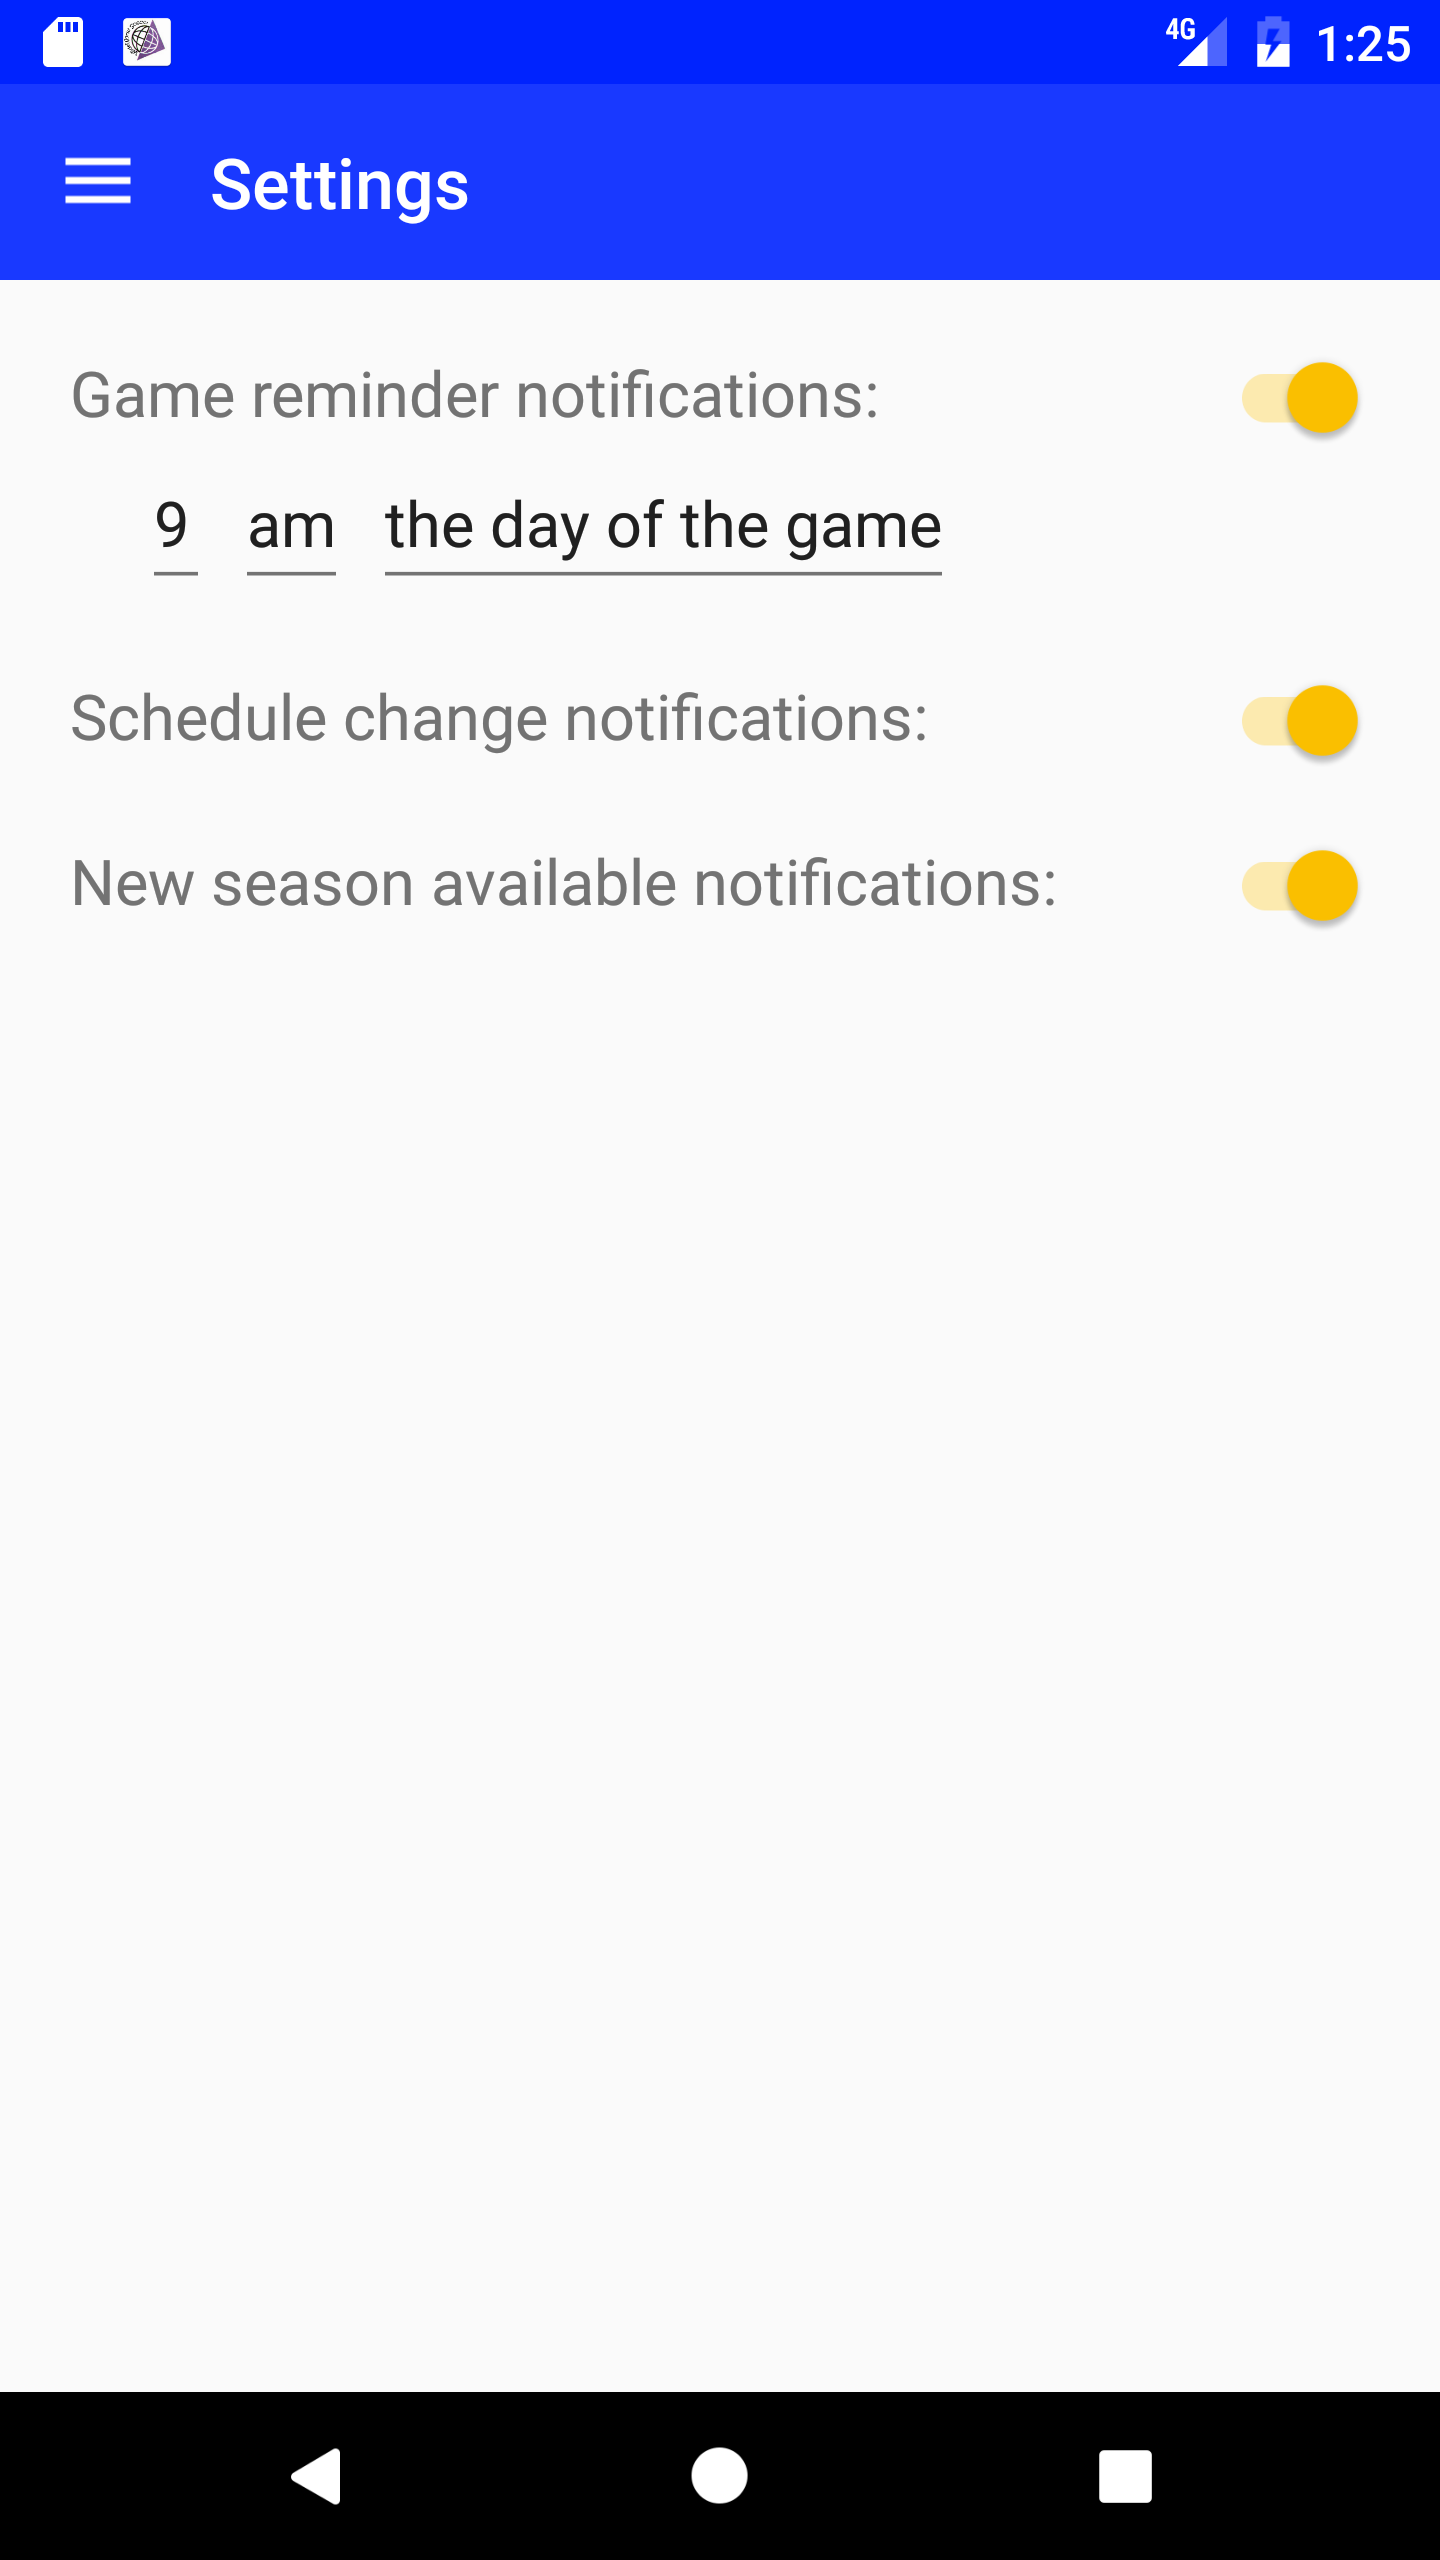 4G 1:25
Settings
Game reminder notifications:
9 am the day of the game
Schedule change notifications:
New season available notifications: